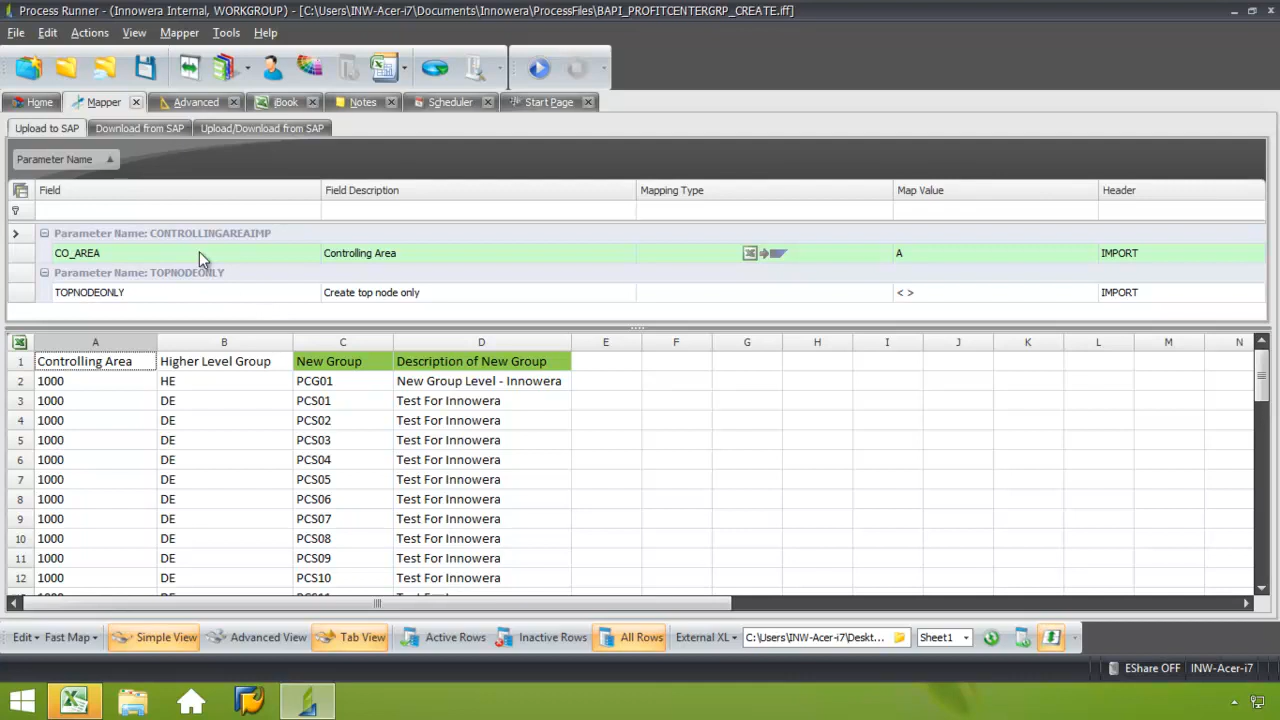 Process Runner - (Innowera Internal, WORKGROUP) - [C:\Users\INW-Acer-i7\Documents\Innowera\ProcessFiles\BAPI_PROFITCENTERGRP_CREATE.iff]
File Edit Actions View Mapper Tools Help
Home Mapper Advanced iBook Notes Scheduler Start Page
Upload to SAP Download from SAP Upload/Download from SAP
Parameter Name
Field Field Description Mapping Type Map Value Header
Parameter Name: CONTROLLINGAREAIMP
CO_AREA Controlling Area A IMPORT
Parameter Name: TOPNODEONLY
TOPNODEONLY Create top node only < > IMPORT
A B C D E F G H I J K L M N
1 Controlling Area Higher Level Group New Group Description of New Group
2 1000 HE PCG01 New Group Level - Innowera
3 1000 DE PCS01 Test For Innowera
4 1000 DE PCS02 Test For Innowera
5 1000 DE PCS03 Test For Innowera
6 1000 DE PCS04 Test For Innowera
7 1000 DE PCS05 Test For Innowera
8 1000 DE PCS06 Test For Innowera
9 1000 DE PCS07 Test For Innowera
10 1000 DE PCS08 Test For Innowera
11 1000 DE PCS09 Test For Innowera
12 1000 DE PCS10 Test For Innowera
Edit Fast Map Simple View Advanced View Tab View Active Rows Inactive Rows All Rows External XL C:\Users\INW-Acer-i7\Deskt... Sheet1
EShare OFF INW-Acer-i7